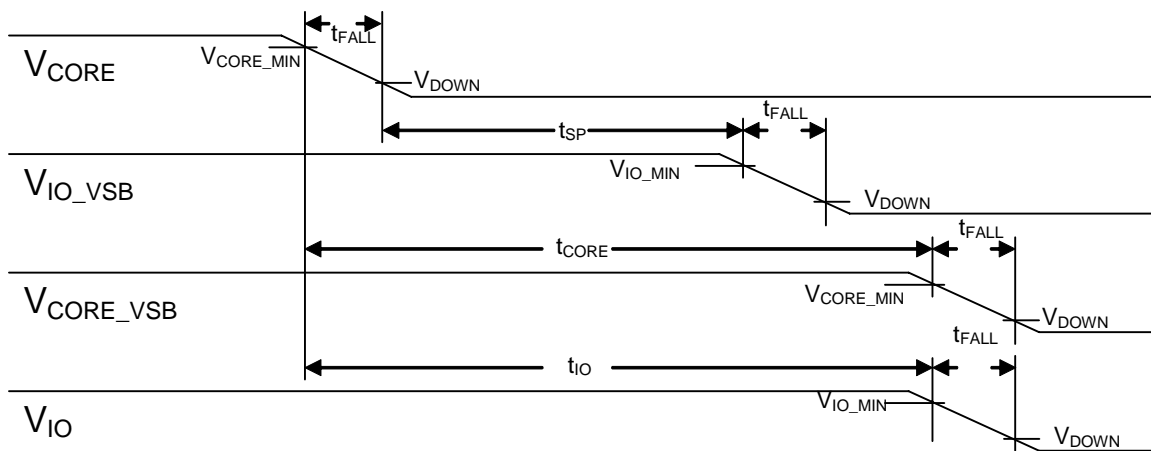 tFALL
VCORE
VCORE_MIN
VDOWN
tFALL
tSP
VIO_VSB
VIO_MIN
VDOWN
tFALL
tCORE
VCORE_VSB
VCORE_MIN
VDOWN
tFALL
tIO
VIO
VIO_MIN
VDOWN